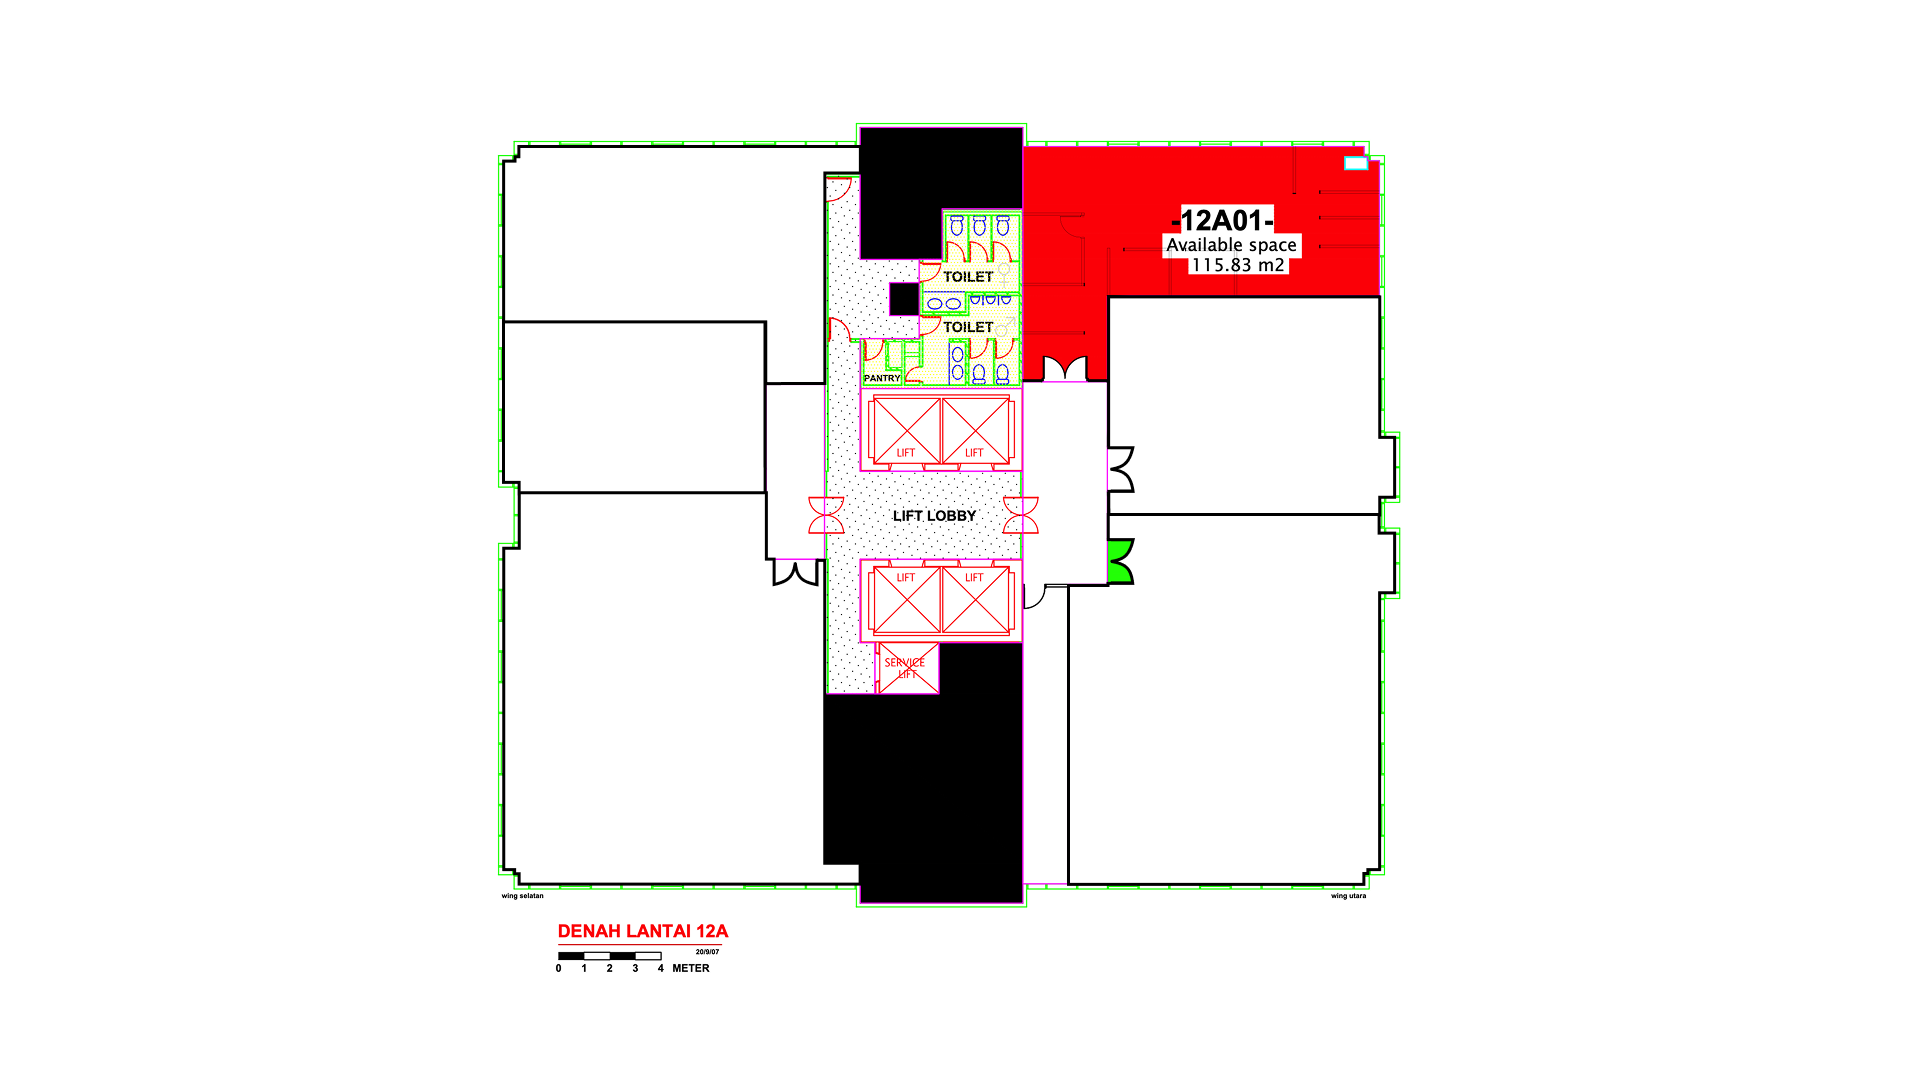 -12A01-
Available space
115.83 m2
TOILET
TOILET
PANTRY
LIFT
LIFT
LIFT LOBBY
LIFT
LIFT
SERVICE
LIFT
wing selatan
wing utara
DENAH LANTAI 12A
20/9/07
0 1 2 3 4 METER